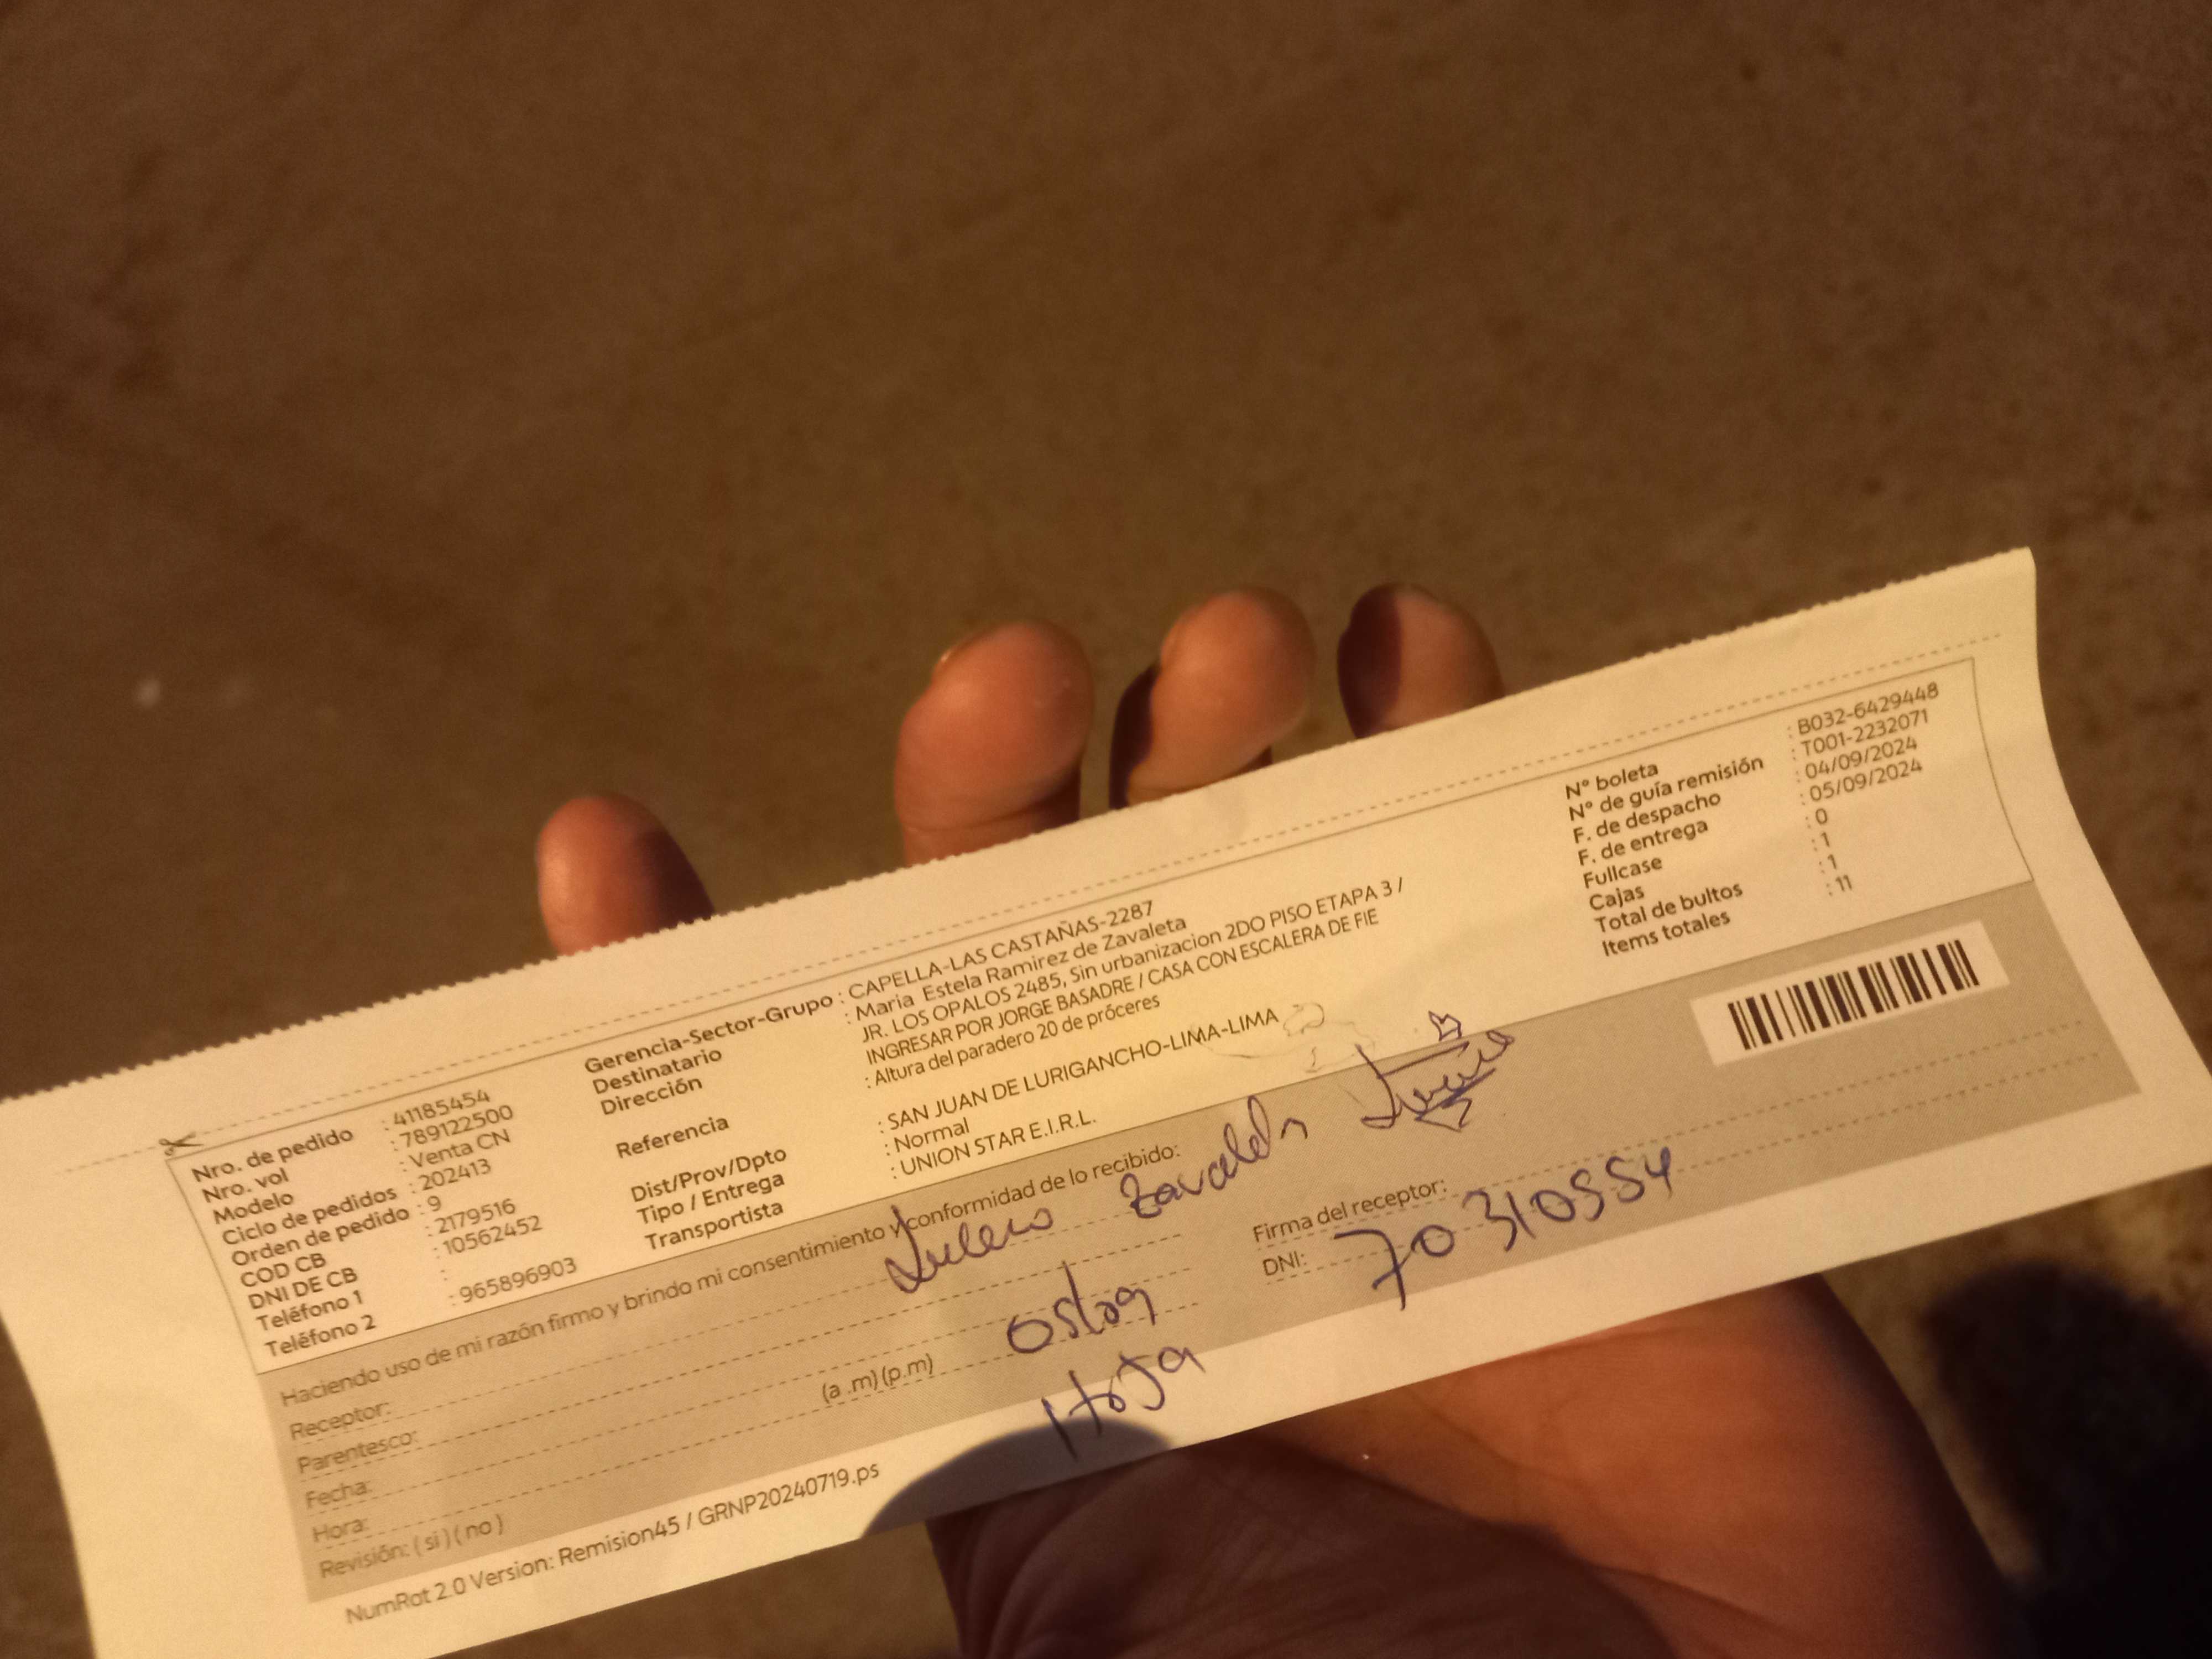 Nro. de pedido : 41185454
Nro. vol : 789122500
Modelo : Venta CN
Ciclo de pedidos : 202413
Orden de pedido : 9
COD CB : 2179516
DNI DE CB : 10562452
Teléfono 1 :
Teléfono 2 : 965896903
Gerencia-Sector-Grupo : CAPELLA-LAS CASTAÑAS-2287
Destinatario : Maria Estela Ramirez de Zavaleta
Dirección JR. LOS OPALOS 2485, Sin urbanizacion 2DO PISO ETAPA 3 /
INGRESAR POR JORGE BASADRE / CASA CON ESCALERA DE FIE
Referencia : Altura del paradero 20 de próceres
Dist/Prov/Dpto : SAN JUAN DE LURIGANCHO-LIMA-LIMA
Tipo / Entrega : Normal
Transportista : UNION STAR E.I.R.L.
N° boleta : B032-6429448
N° de guía remisión : T001-2232071
F. de despacho : 04/09/2024
F. de entrega : 05/09/2024
Fullcase : 0
Cajas : 1
Total de bultos : 1
Items totales : 11
Haciendo uso de mi razón firmo y brindo mi consentimiento y conformidad de lo recibido:
Receptor: Zavaleta
Parentesco:
Fecha:
Hora: (a .m) (p.m)
Revisión: ( si ) ( no )
Firma del receptor:
DNI: 70310554
NumRot 2.0 Version: Remision45 / GRNP20240719.ps